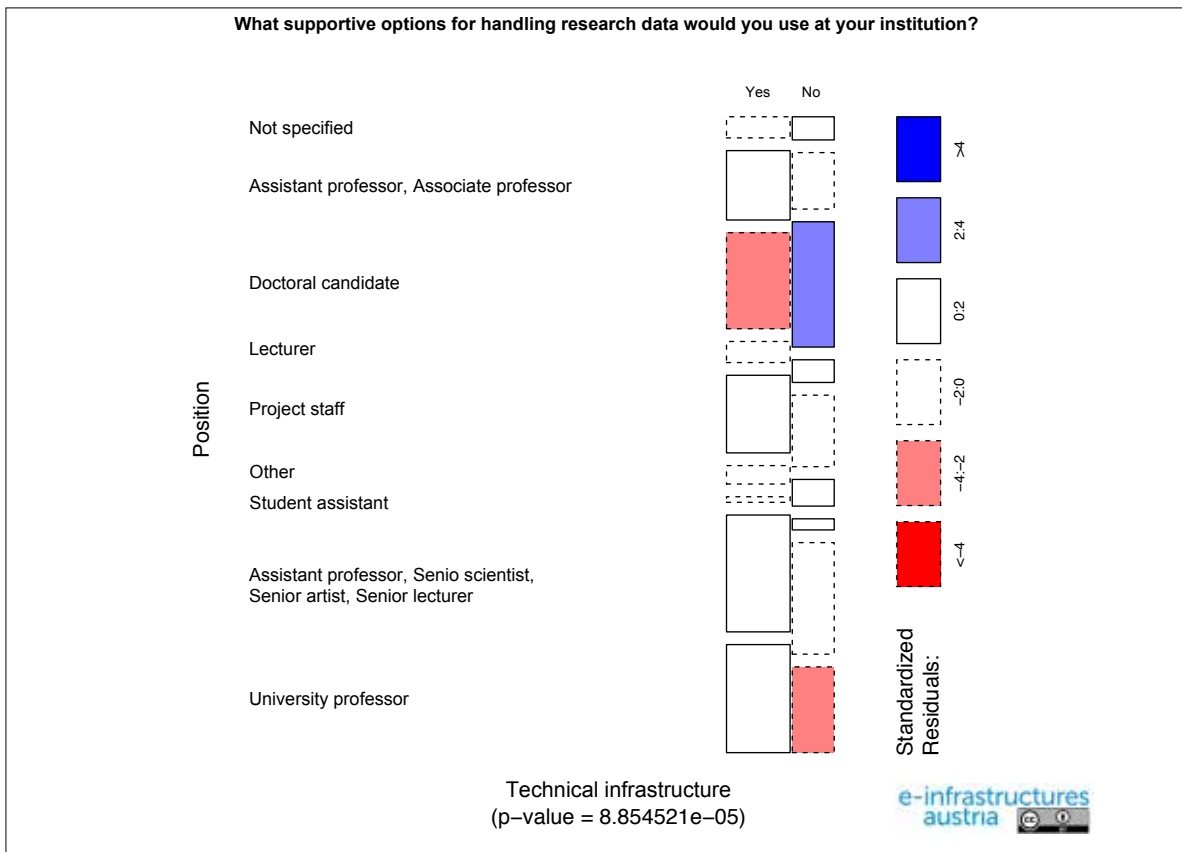 What supportive options for handling research data would you use at your institution?
Yes No
Not specified
Assistant professor, Associate professor
Doctoral candidate
Lecturer
Project staff
Other
Student assistant
Assistant professor, Senio scientist,
Senior artist, Senior lecturer
University professor
Position
>4
2:4
0:2
−2:0
−4:−2
<−4
Standardized
Residuals:
Technical infrastructure
(p−value = 8.854521e−05)
e-infrastructures
austria
cc